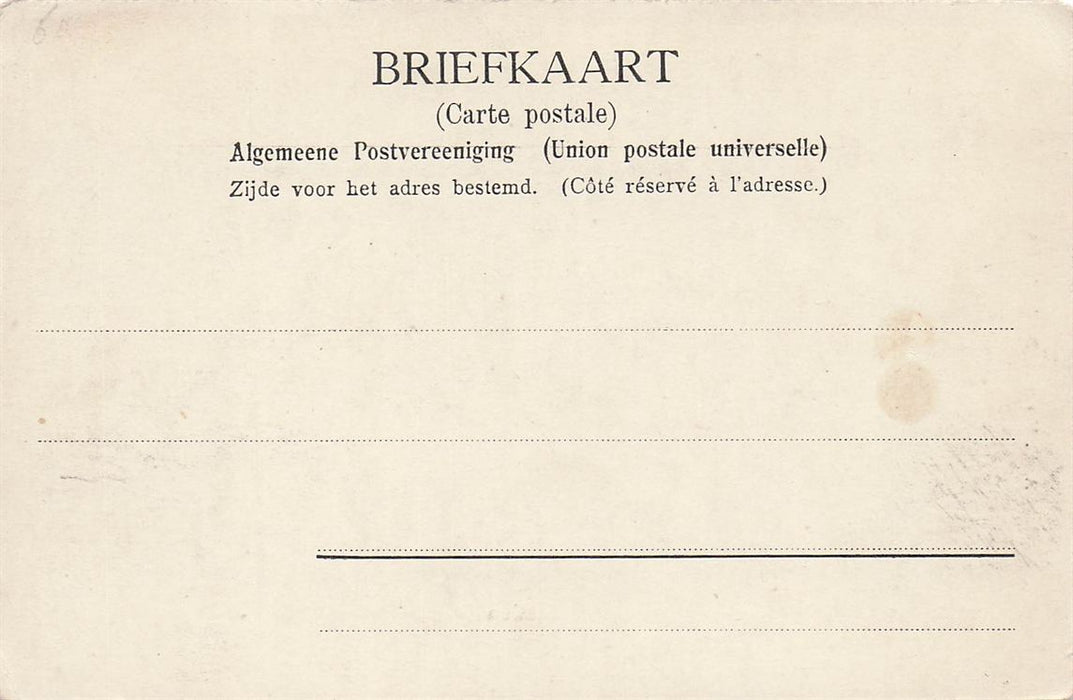 BRIEFKAART
(Carte postale)
Algemeene Postvereeniging (Union postale universelle)
Zijde voor het adres bestemd. (Côté réservé à l'adresse.)